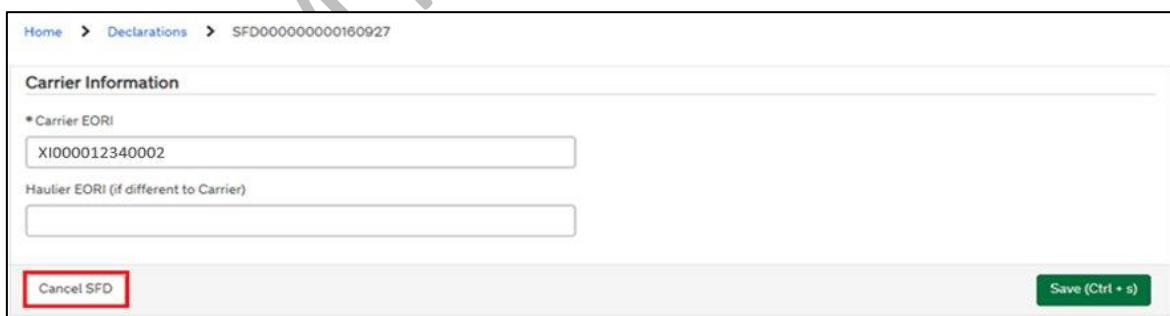 Home > Declarations > SFD000000000160927
Carrier Information
* Carrier EORI
XI000012340002
Haulier EORI (if different to Carrier)
Cancel SFD
Save (Ctrl + s)